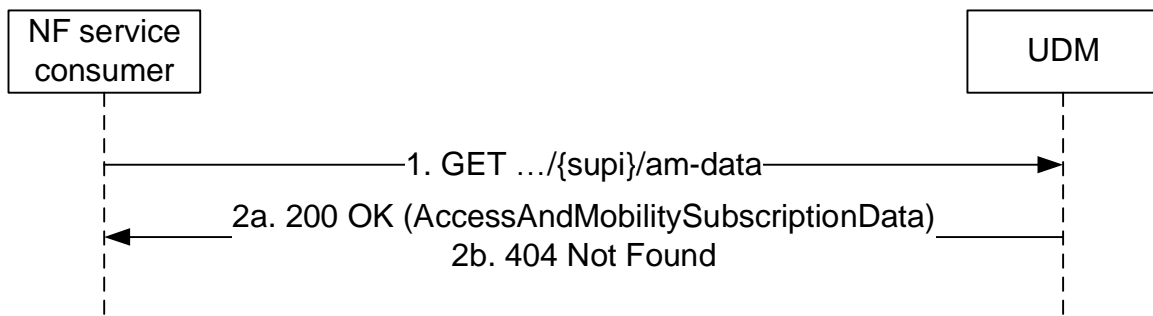 NF service
consumer
UDM
1. GET …/{supi}/am-data
2a. 200 OK (AccessAndMobilitySubscriptionData)
2b. 404 Not Found